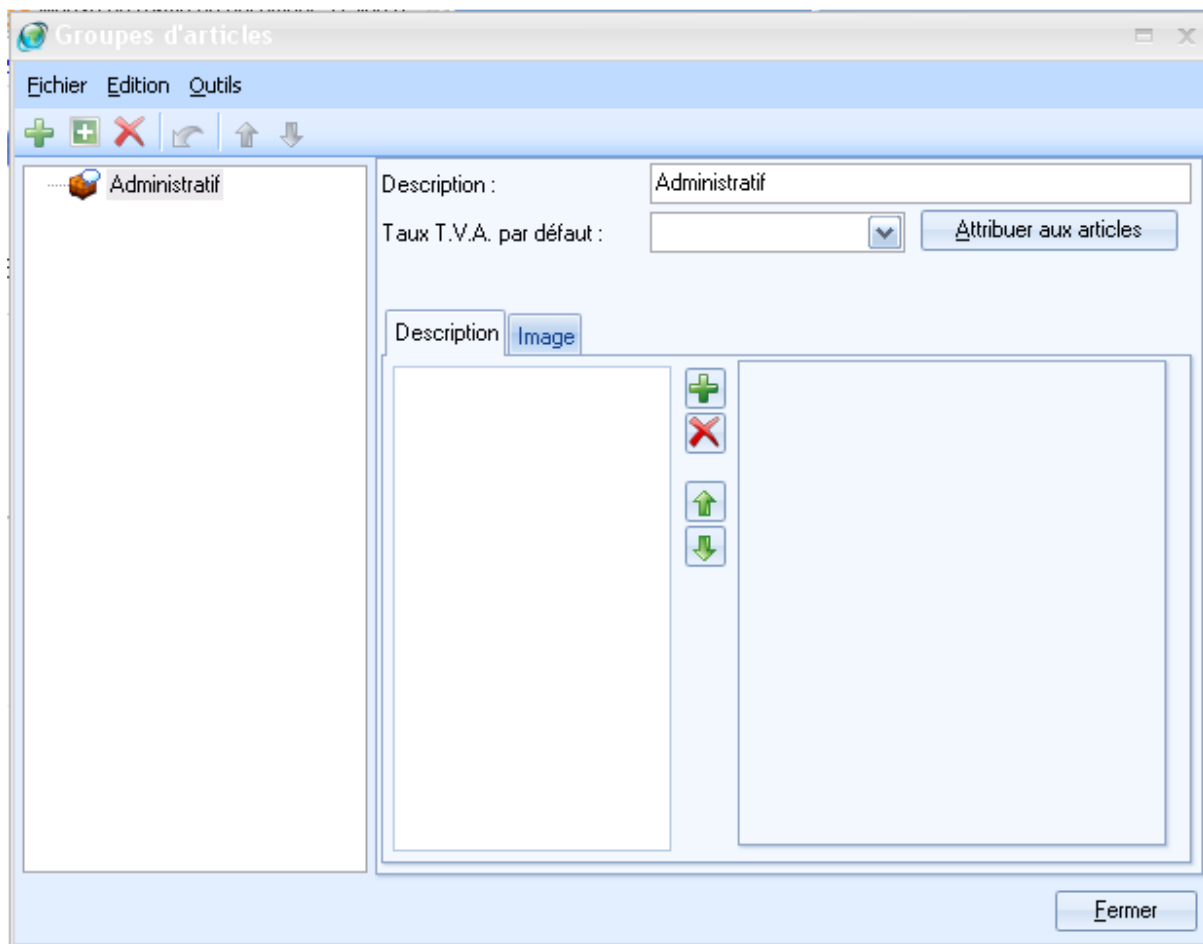 Groupes d'articles
Fichier Edition Outils
Administratif
Description : Administratif
Taux T.V.A. par défaut : Attribuer aux articles
Description Image
Fermer